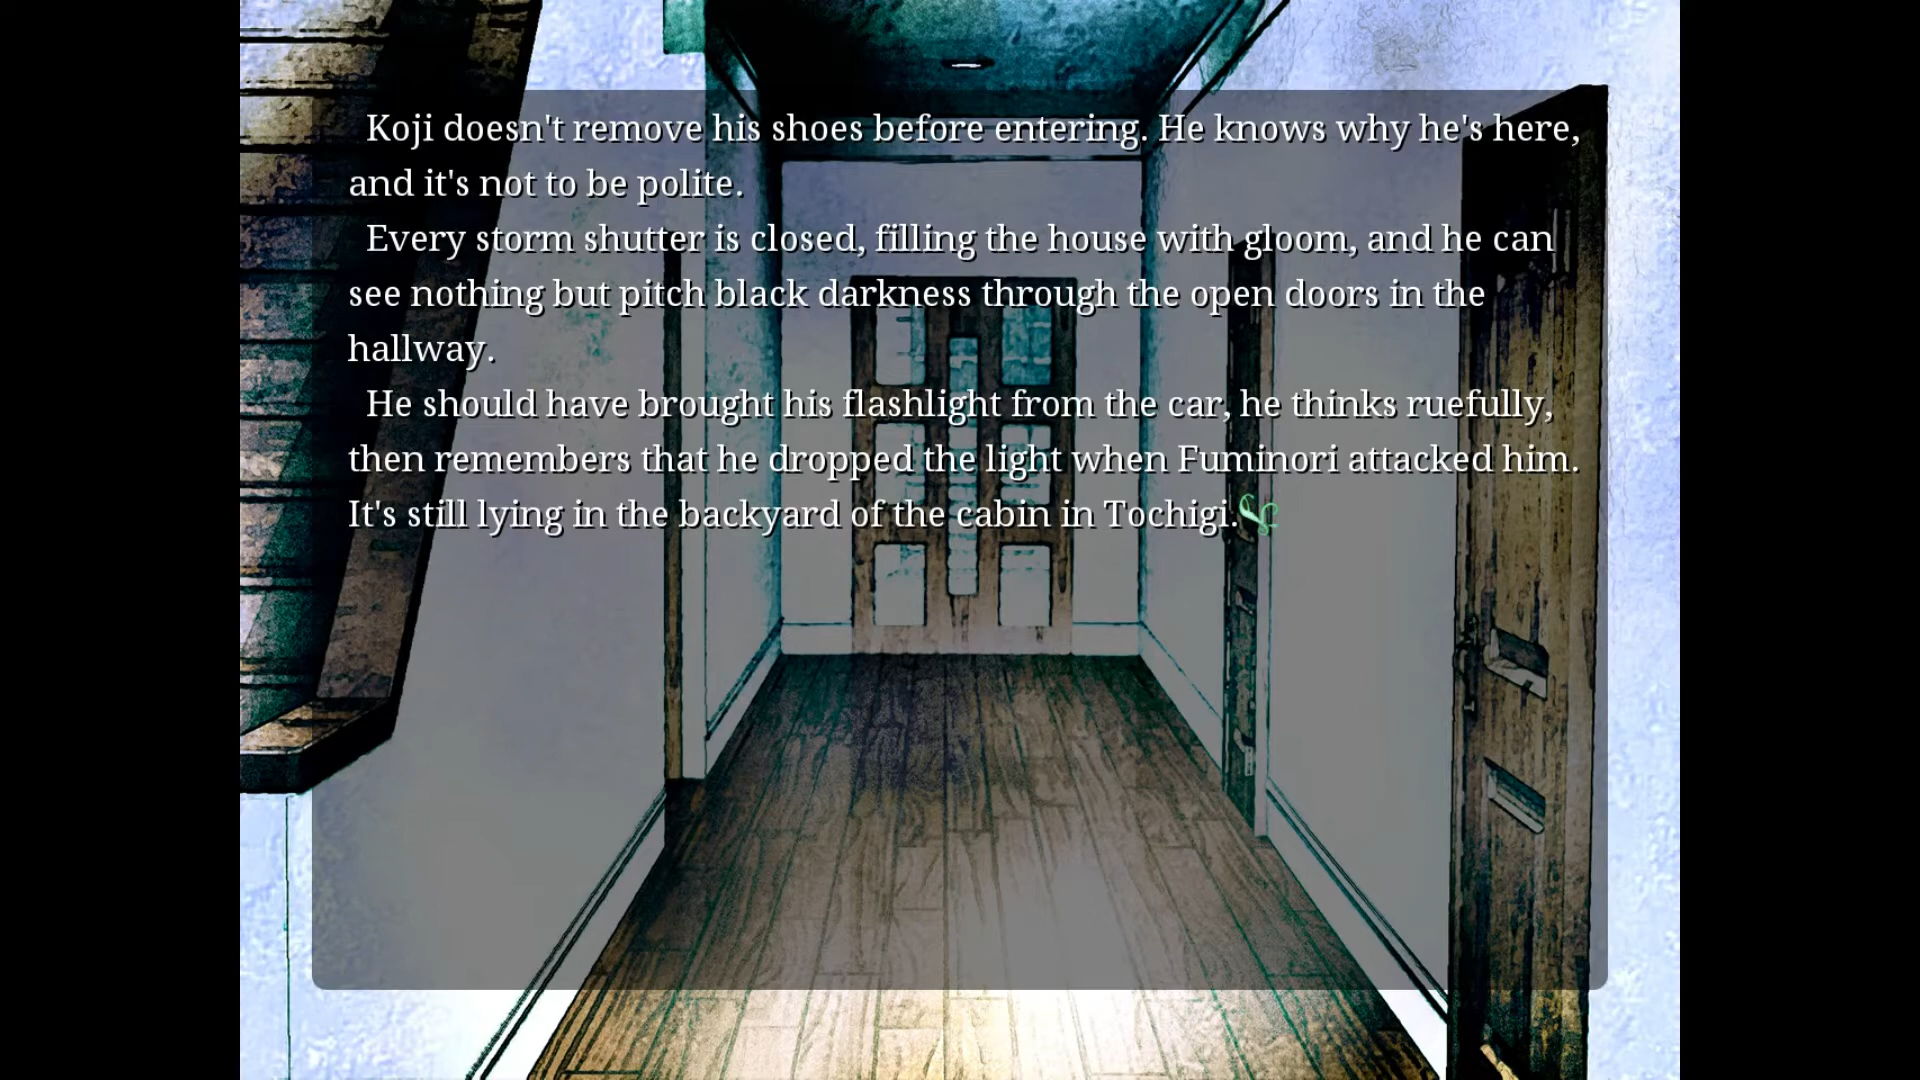 Koji doesn't remove his shoes before entering. He knows why he's here,
and it's not to be polite.
Every storm shutter is closed, filling the house with gloom, and he can
see nothing but pitch black darkness through the open doors in the
hallway.
He should have brought his flashlight from the car, he thinks ruefully,
then remembers that he dropped the light when Fuminori attacked him.
It's still lying in the backyard of the cabin in Tochigi.